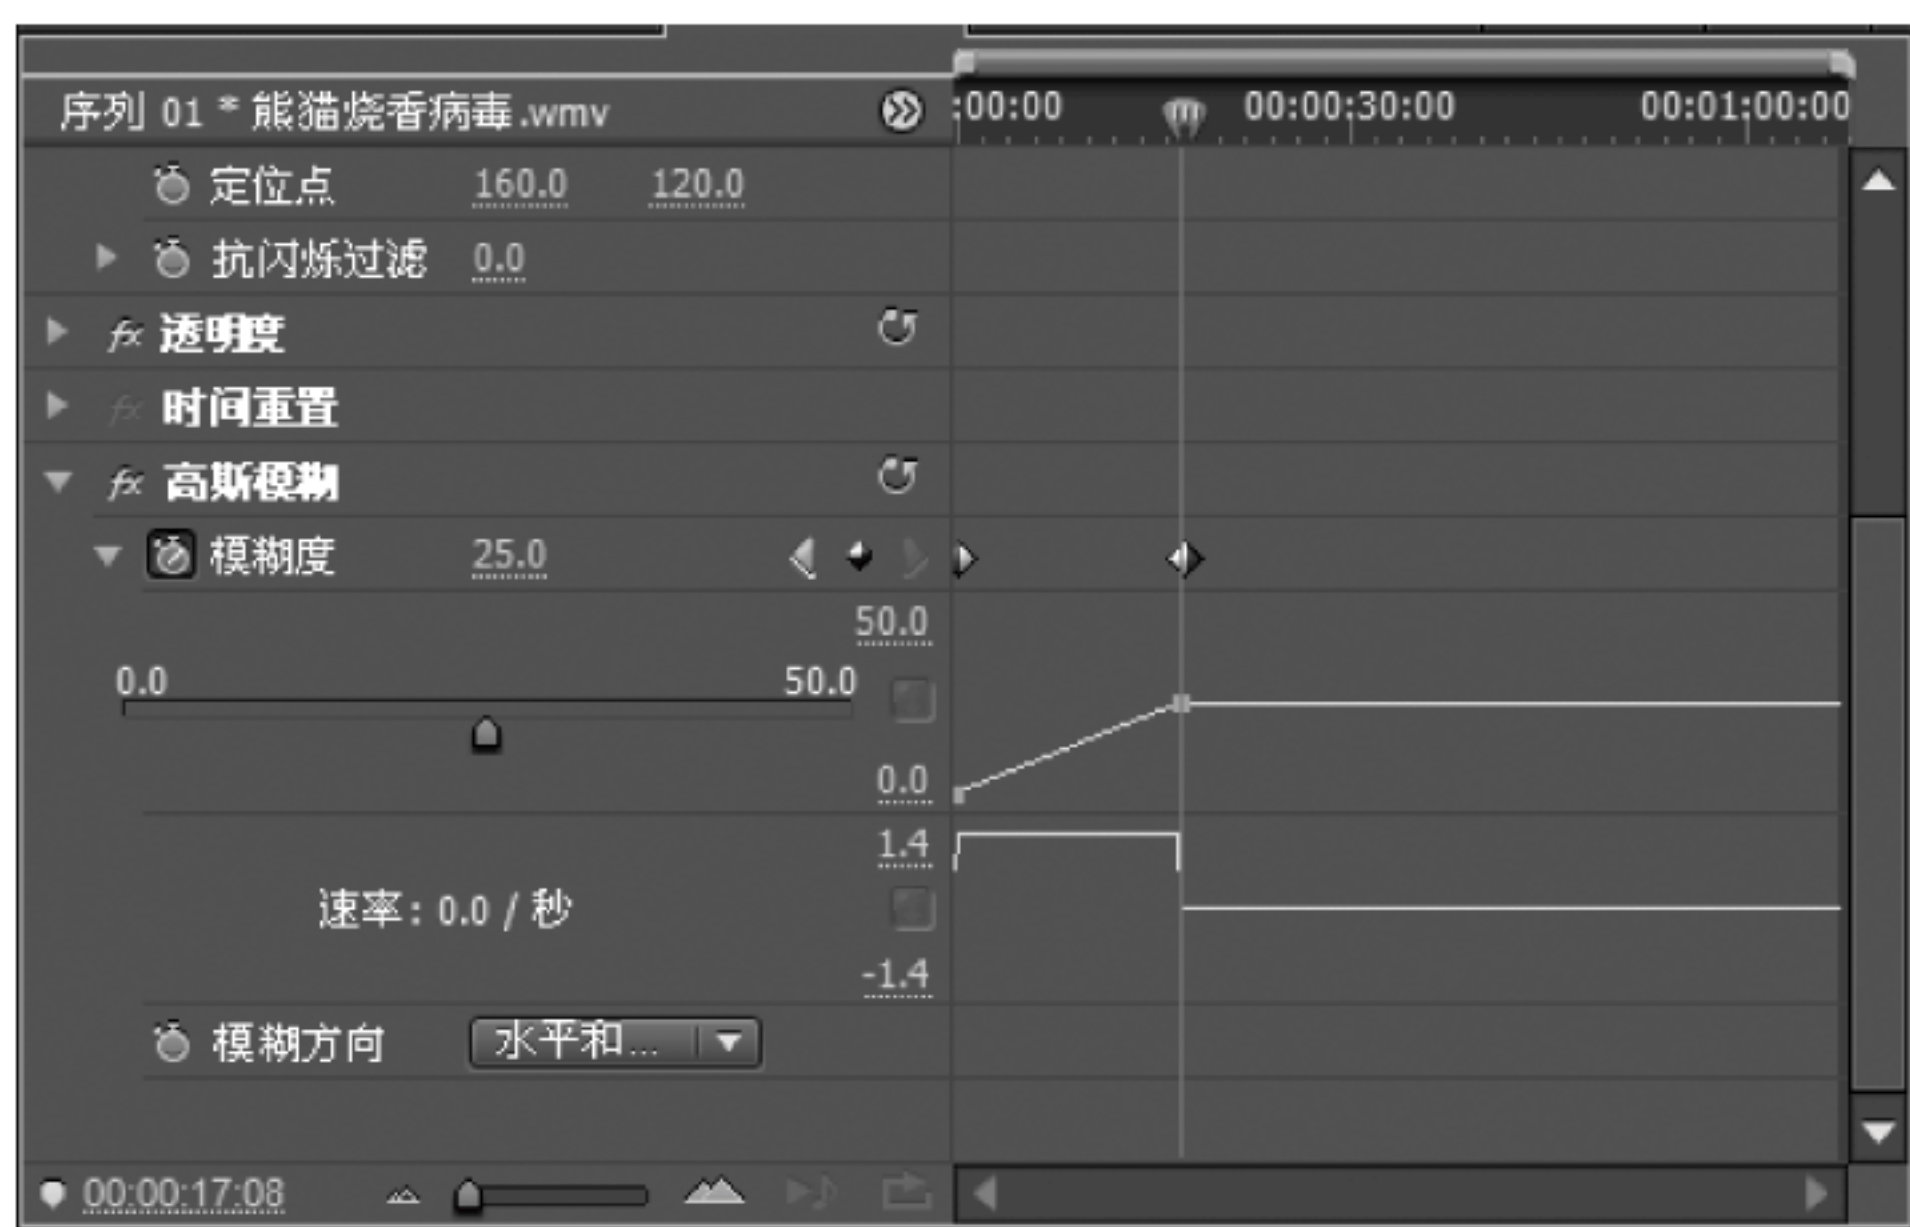 序列 01 * 熊猫烧香病毒.wmv
:00:00 00:00:30:00 00:01:00:00
定位点 160.0 120.0
抗闪烁过滤 0.0
fx 透明度
fx 时间重置
fx 高斯模糊
模糊度 25.0
50.0
0.0 50.0
0.0
1.4
速率: 0.0 / 秒
-1.4
模糊方向 水平和...
00:00:17:08